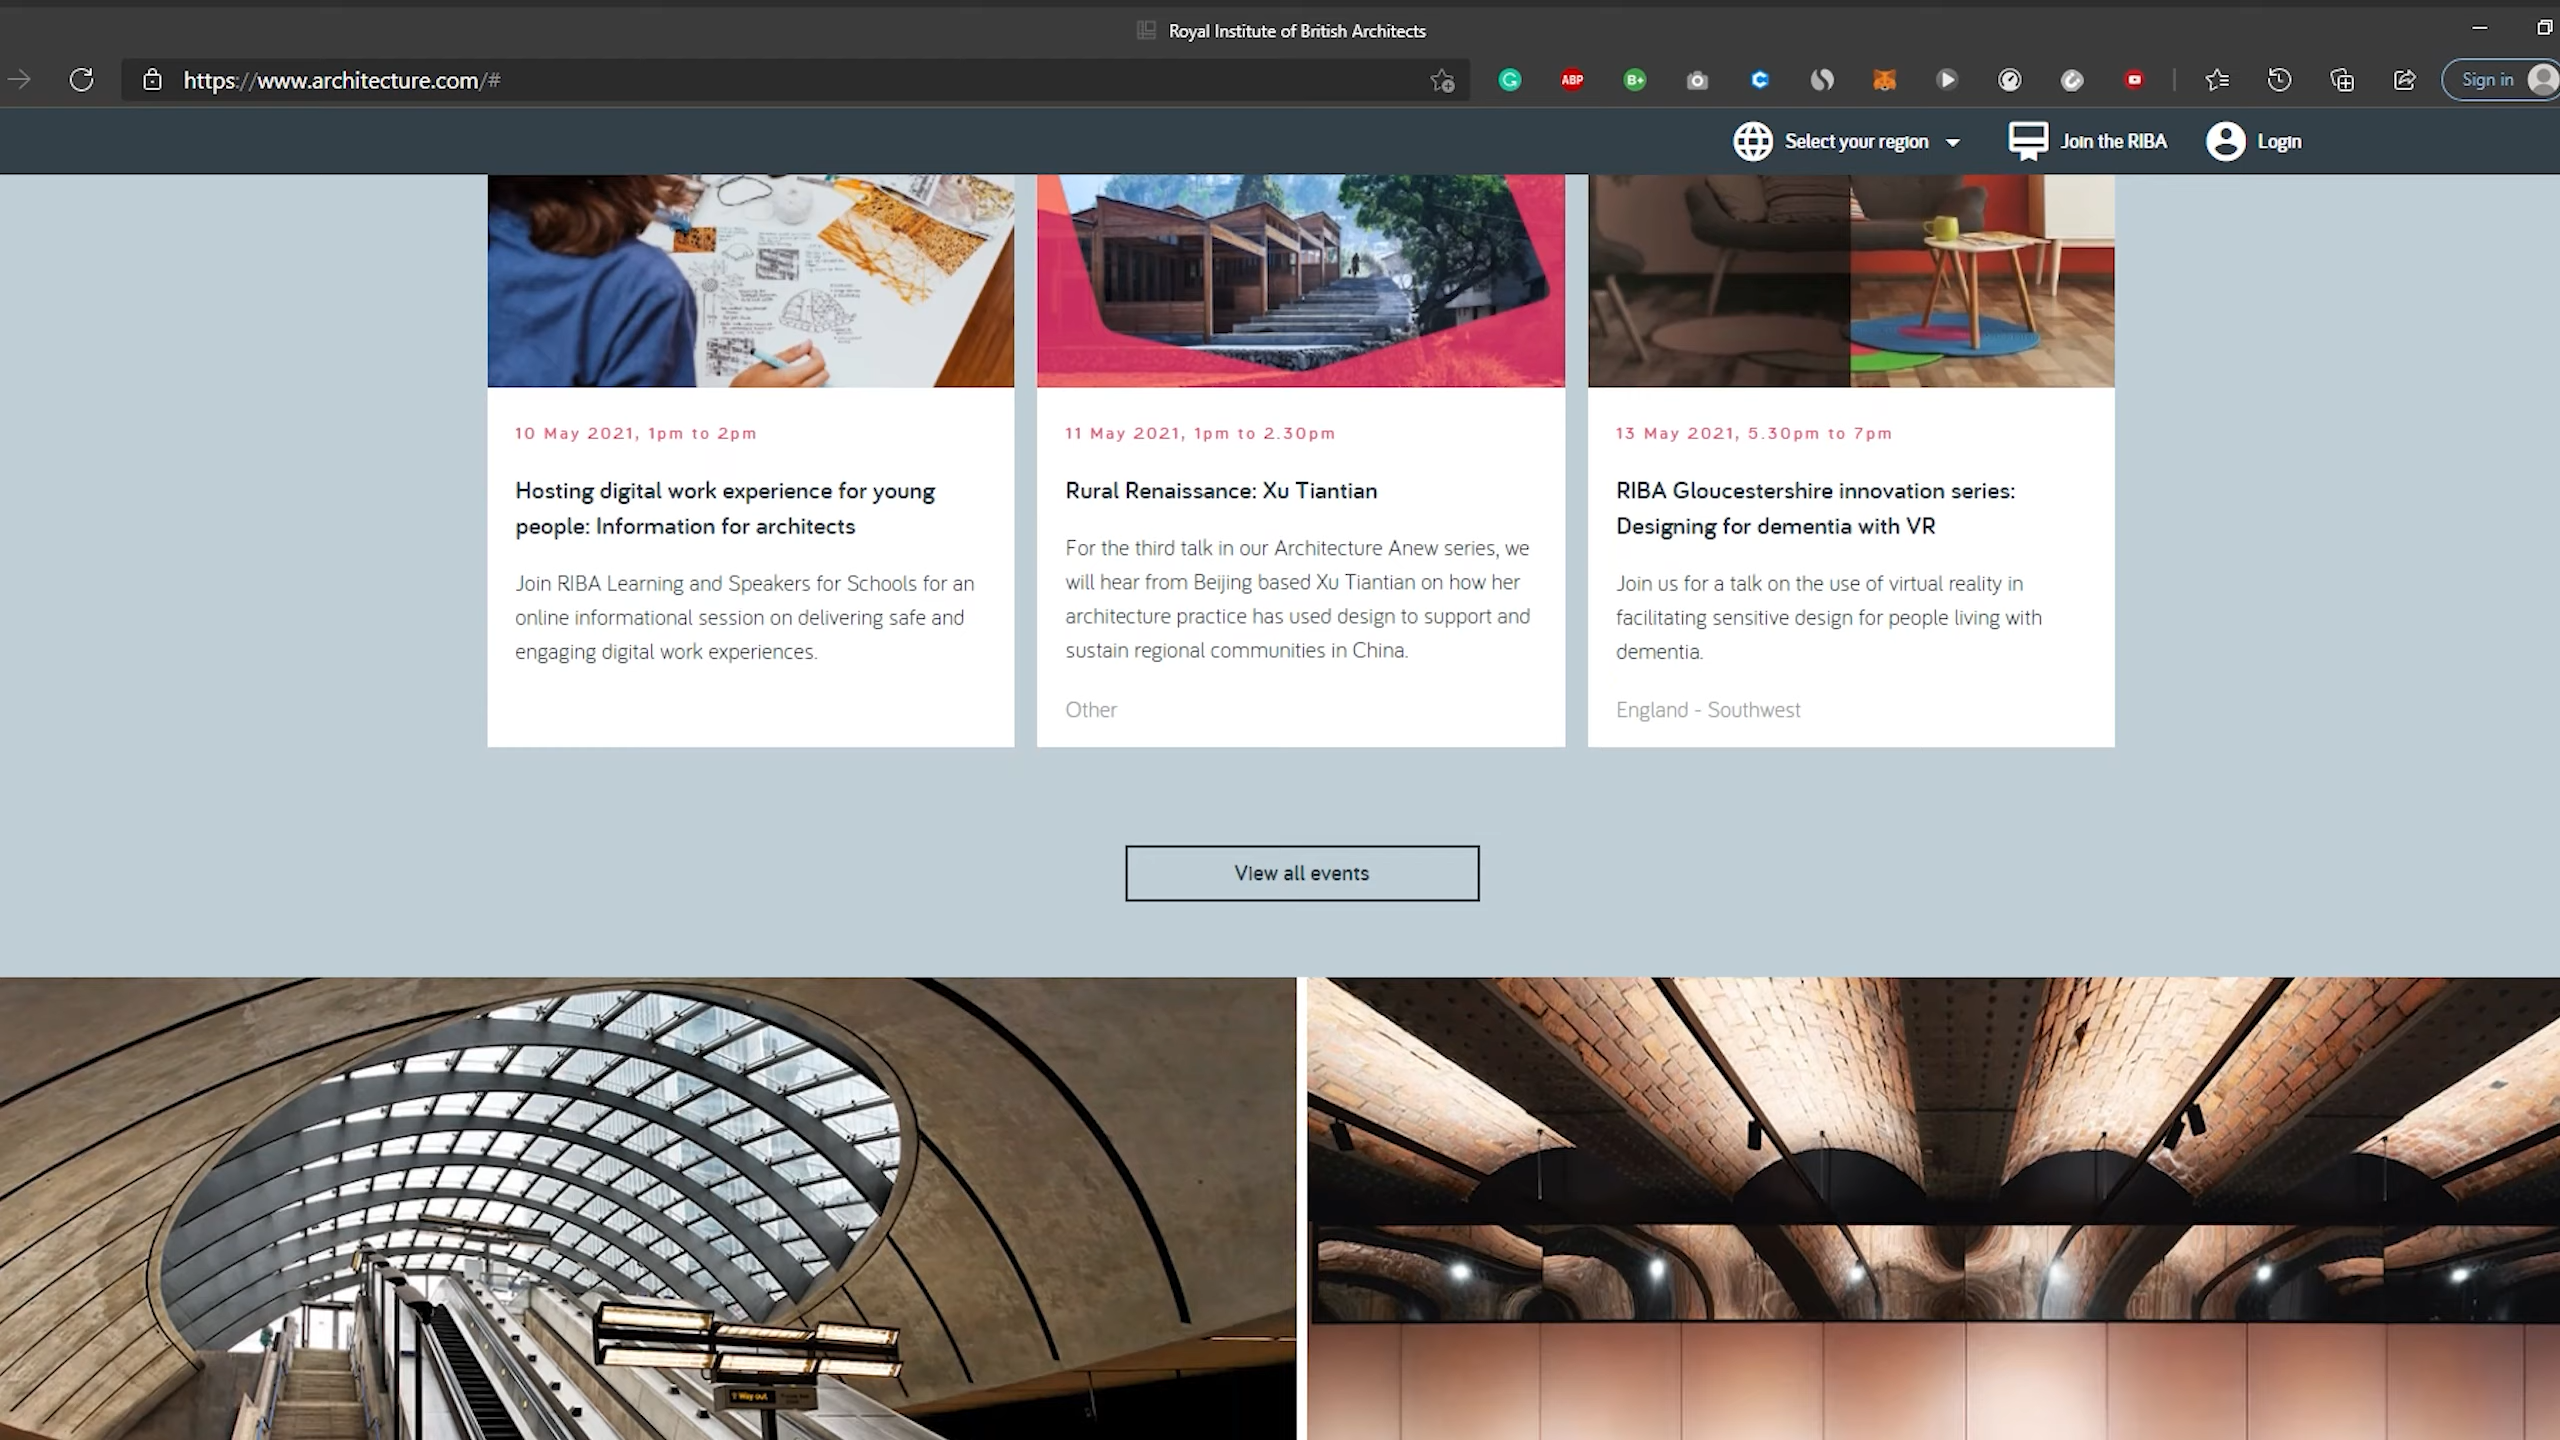 Royal Institute of British Architects
https://www.architecture.com/#
ABP
B+
Sign in
Select your region
Join the RIBA
Login
10 May 2021, 1pm to 2pm
Hosting digital work experience for young
people: Information for architects
Join RIBA Learning and Speakers for Schools for an
online informational session on delivering safe and
engaging digital work experiences.
11 May 2021, 1pm to 2.30pm
Rural Renaissance: Xu Tiantian
For the third talk in our Architecture Anew series, we
will hear from Beijing based Xu Tiantian on how her
architecture practice has used design to support and
sustain regional communities in China.
Other
13 May 2021, 5.30pm to 7pm
RIBA Gloucestershire innovation series:
Designing for dementia with VR
Join us for a talk on the use of virtual reality in
facilitating sensitive design for people living with
dementia.
England - Southwest
View all events
Way out